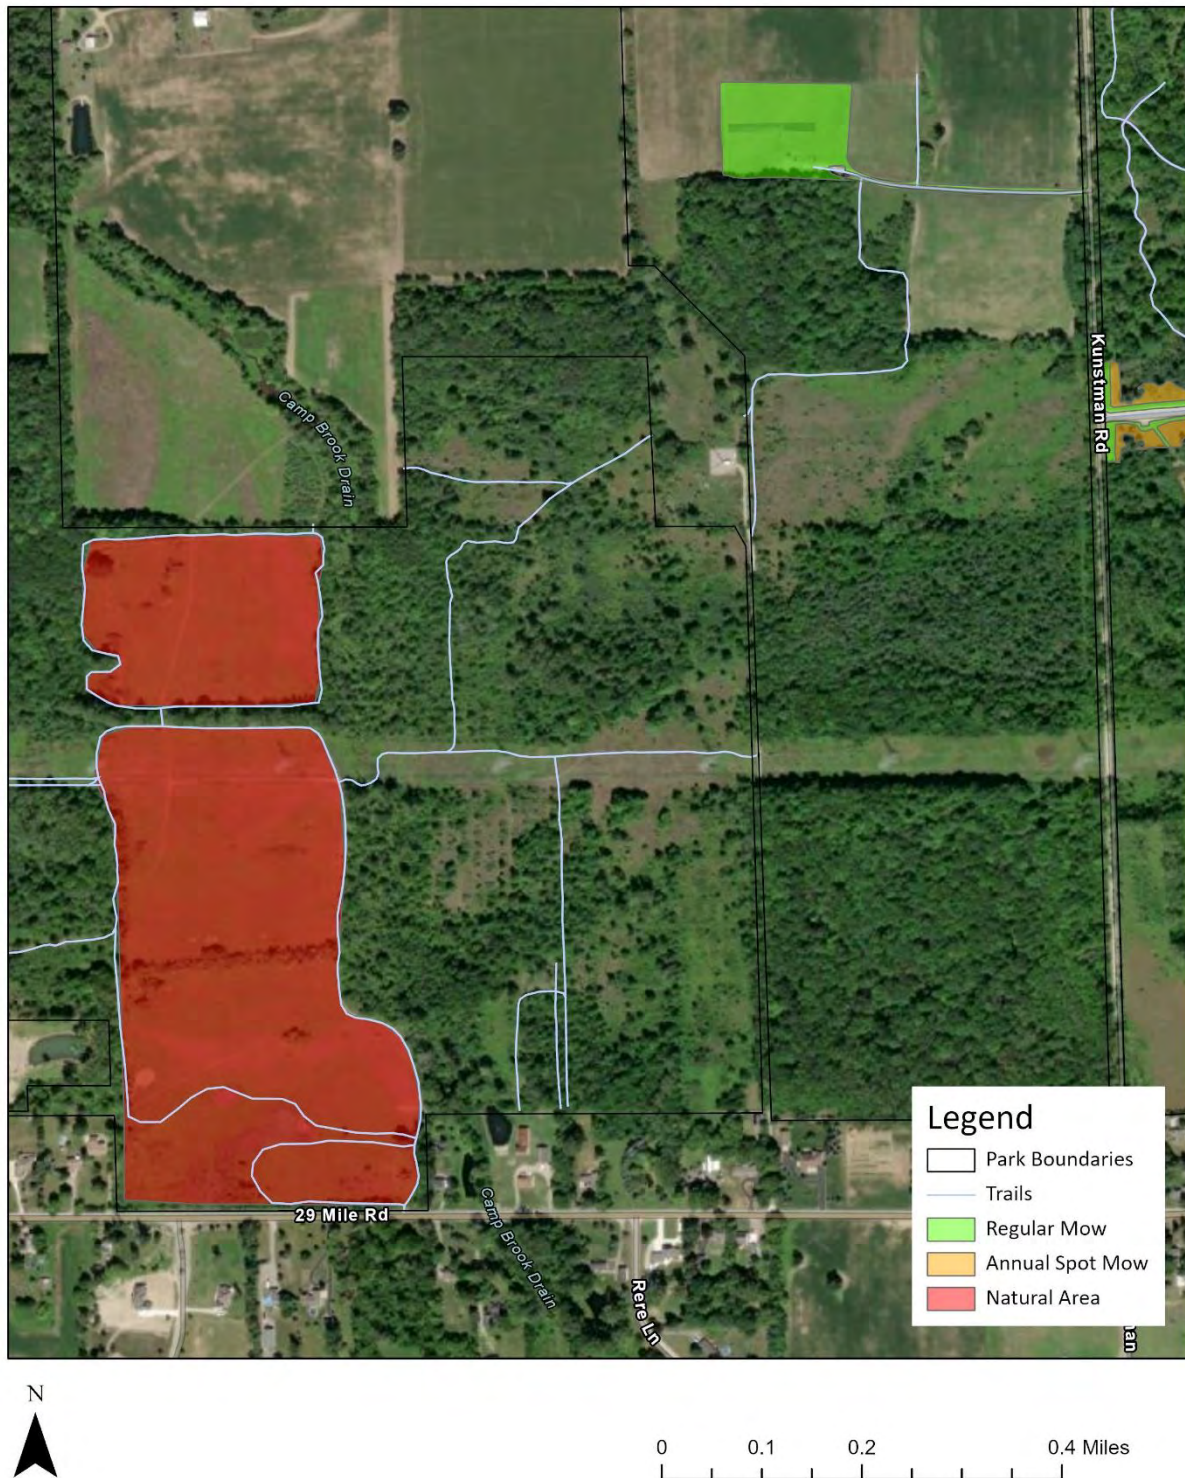 Kunstman Rd
Camp Brook Drain
Legend
Park Boundaries
Trails
Regular Mow
Annual Spot Mow
Natural Area
29 Mile Rd
Camp Brook Drain
Rere Ln
man
N
0 0.1 0.2 0.4 Miles